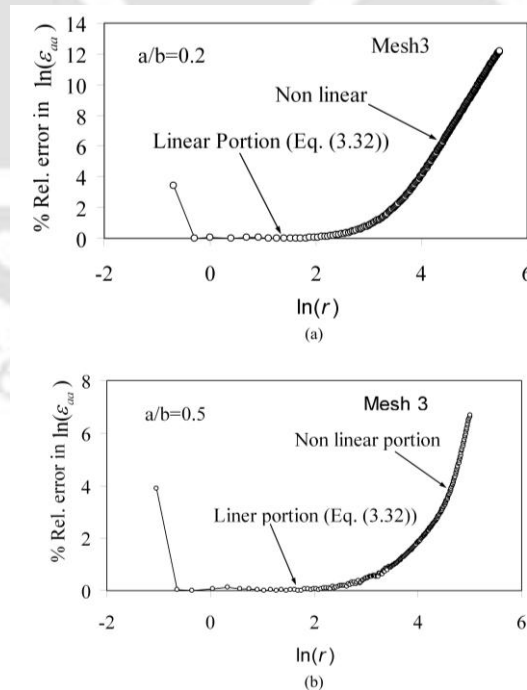 14
12
10
8
6
4
2
0
-2 0 2 4 6
% Rel. error in ln(εaa)
a/b=0.2
Mesh3
Non linear
Linear Portion (Eq. (3.32))
ln(r)
(a)
8
6
4
2
0
-2 0 2 4 6
% Rel. error in ln(εaa)
a/b=0.5
Mesh 3
Non linear portion
Liner portion (Eq. (3.32))
ln(r)
(b)